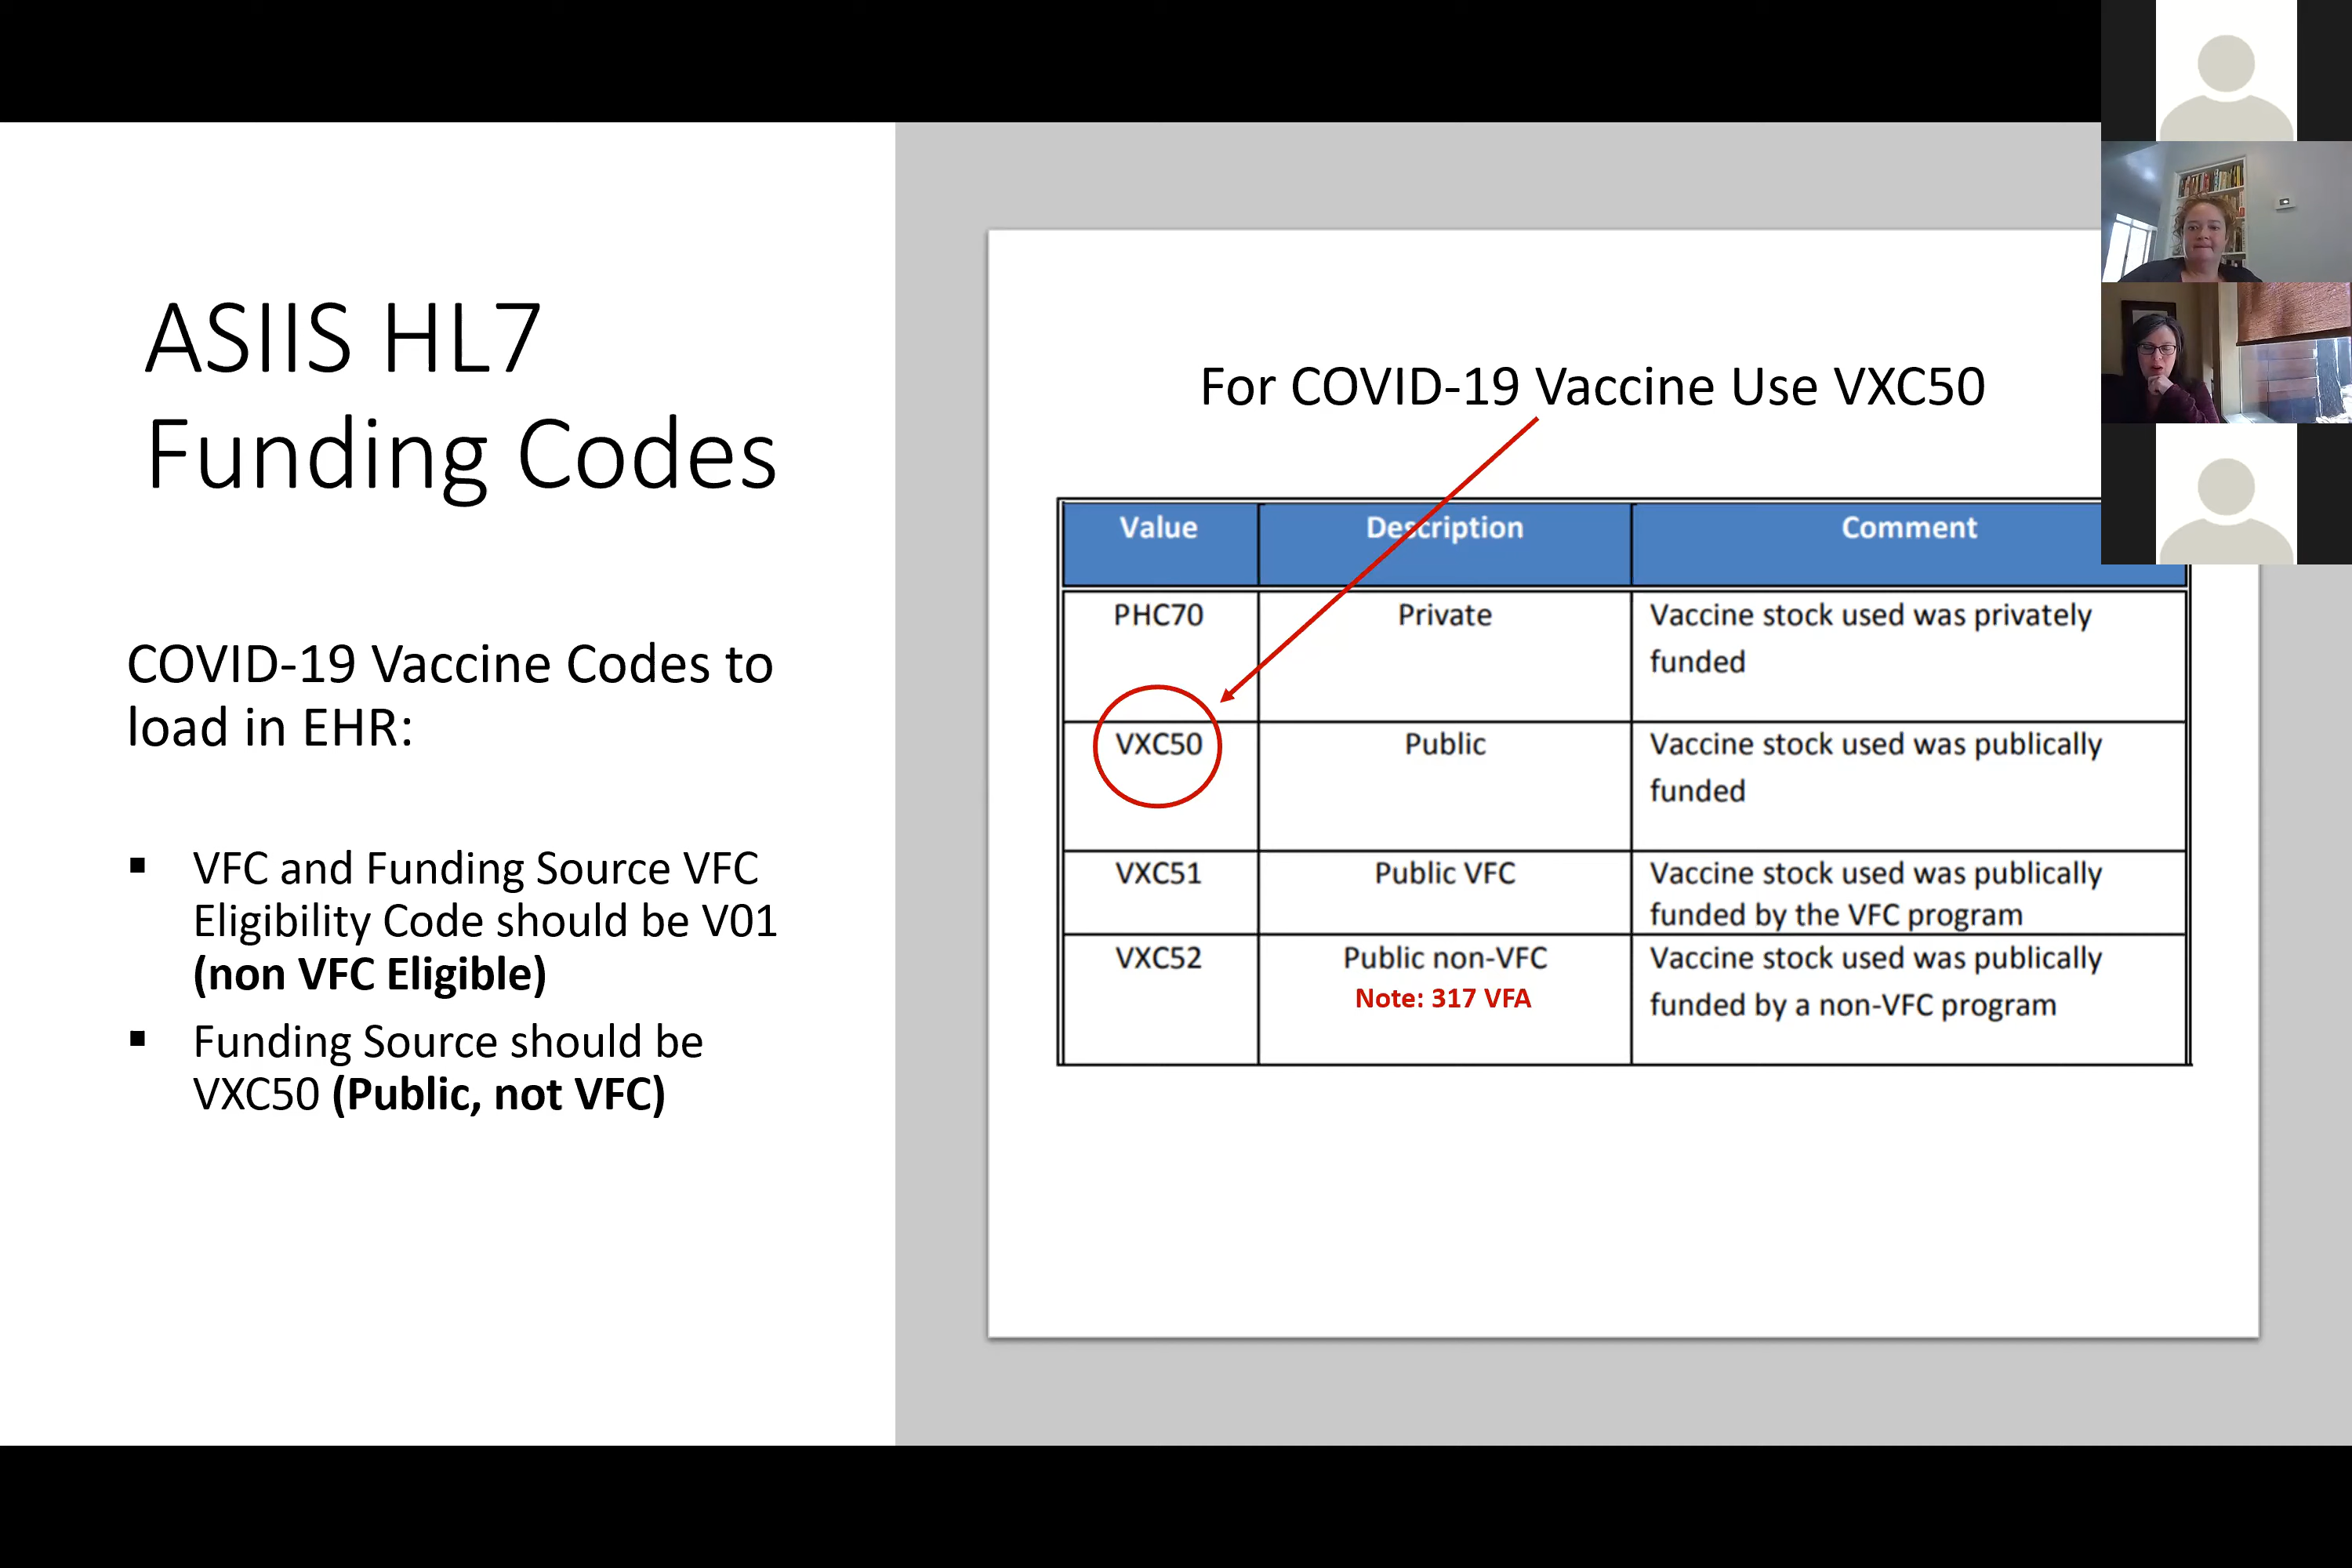 ASIIS HL7
Funding Codes
COVID-19 Vaccine Codes to
load in EHR:
▪ VFC and Funding Source VFC
Eligibility Code should be V01
(non VFC Eligible)
▪ Funding Source should be
VXC50 (Public, not VFC)
For COVID-19 Vaccine Use VXC50
Value Description Comment
PHC70 Private Vaccine stock used was privately
funded
VXC50 Public Vaccine stock used was publically
funded
VXC51 Public VFC Vaccine stock used was publically
funded by the VFC program
VXC52 Public non-VFC Vaccine stock used was publically
Note: 317 VFA funded by a non-VFC program